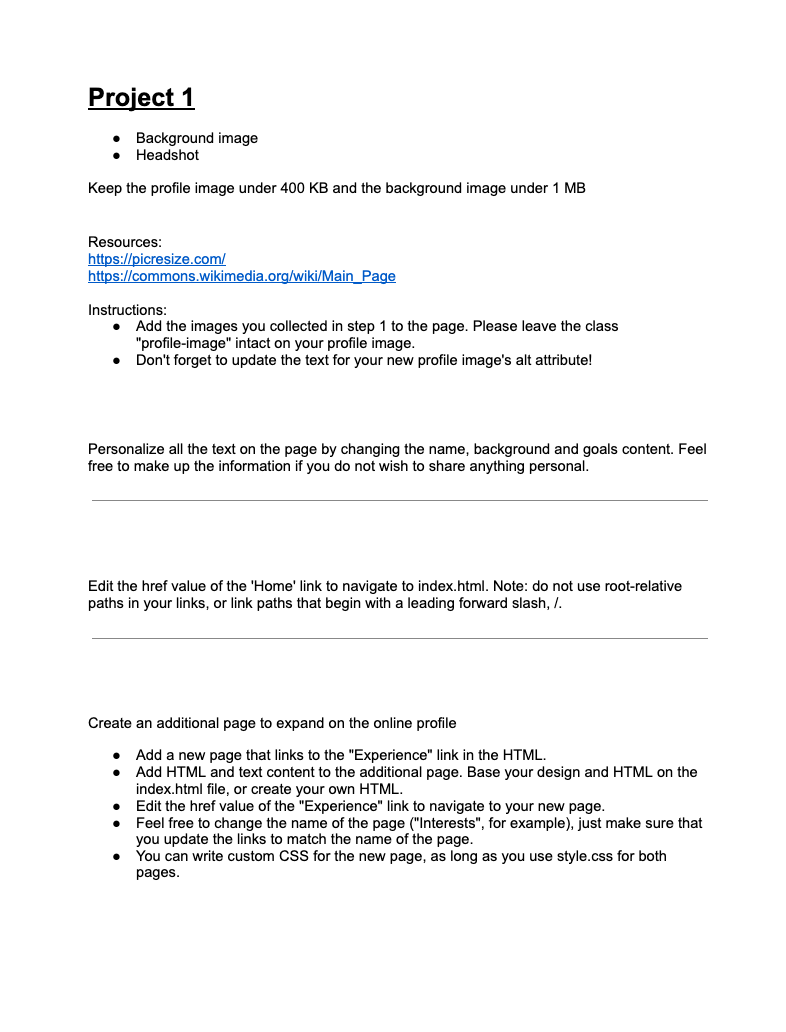 Project 1
● Background image
● Headshot
Keep the profile image under 400 KB and the background image under 1 MB
Resources:
https://picresize.com/
https://commons.wikimedia.org/wiki/Main_Page
Instructions:
● Add the images you collected in step 1 to the page. Please leave the class
"profile-image" intact on your profile image.
● Don't forget to update the text for your new profile image's alt attribute!
Personalize all the text on the page by changing the name, background and goals content. Feel
free to make up the information if you do not wish to share anything personal.
Edit the href value of the 'Home' link to navigate to index.html. Note: do not use root-relative
paths in your links, or link paths that begin with a leading forward slash, /.
Create an additional page to expand on the online profile
● Add a new page that links to the "Experience" link in the HTML.
● Add HTML and text content to the additional page. Base your design and HTML on the
index.html file, or create your own HTML.
● Edit the href value of the "Experience" link to navigate to your new page.
● Feel free to change the name of the page ("Interests", for example), just make sure that
you update the links to match the name of the page.
● You can write custom CSS for the new page, as long as you use style.css for both
pages.